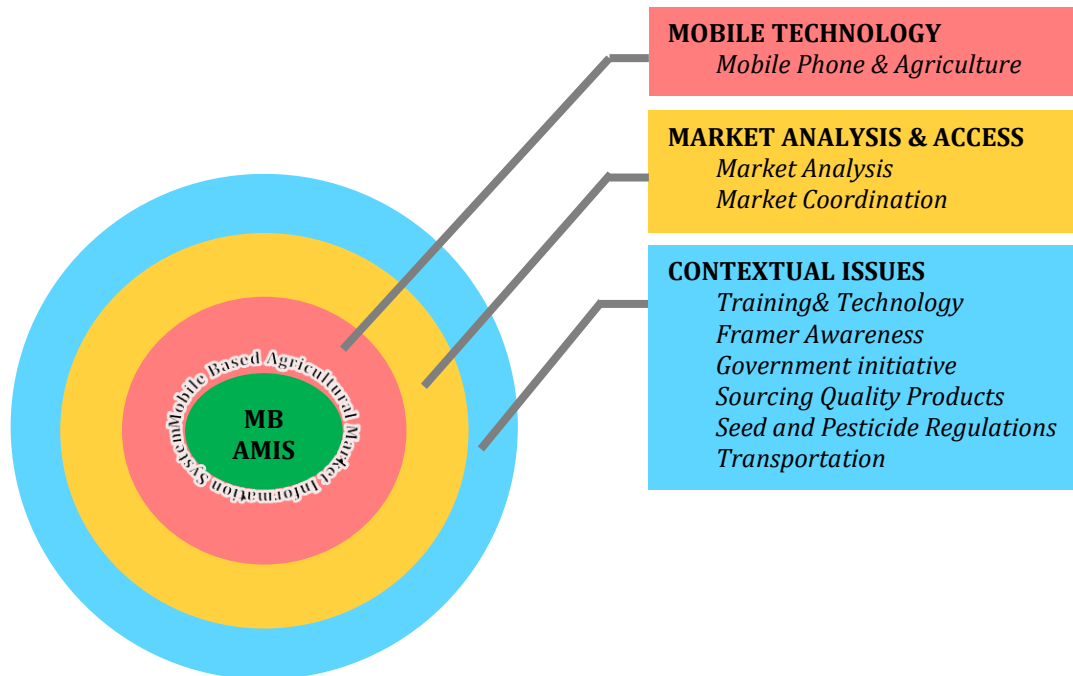 MOBILE TECHNOLOGY
Mobile Phone & Agriculture
MARKET ANALYSIS & ACCESS
Market Analysis
Market Coordination
CONTEXTUAL ISSUES
Training& Technology
Framer Awareness
Government initiative
Sourcing Quality Products
Seed and Pesticide Regulations
Transportation
Mobile Based Agricultural Market Information System
MB
AMIS